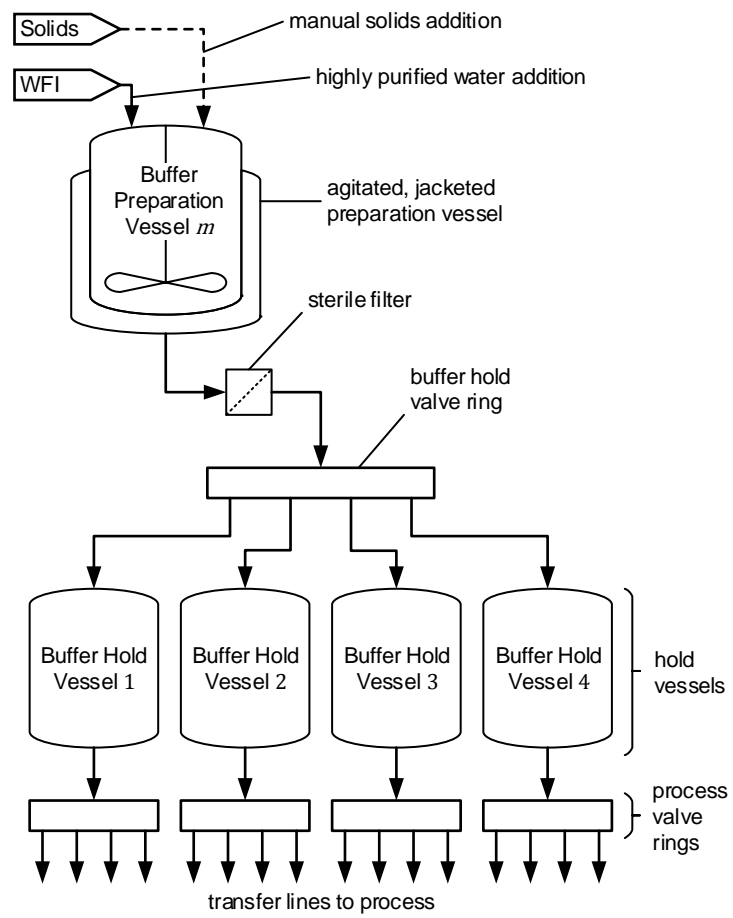 Solids
manual solids addition
WFI
highly purified water addition
Buffer
Preparation
Vessel m
agitated, jacketed
preparation vessel
sterile filter
buffer hold
valve ring
Buffer Hold
Vessel 1
Buffer Hold
Vessel 2
Buffer Hold
Vessel 3
Buffer Hold
Vessel 4
hold
vessels
process
valve
rings
transfer lines to process